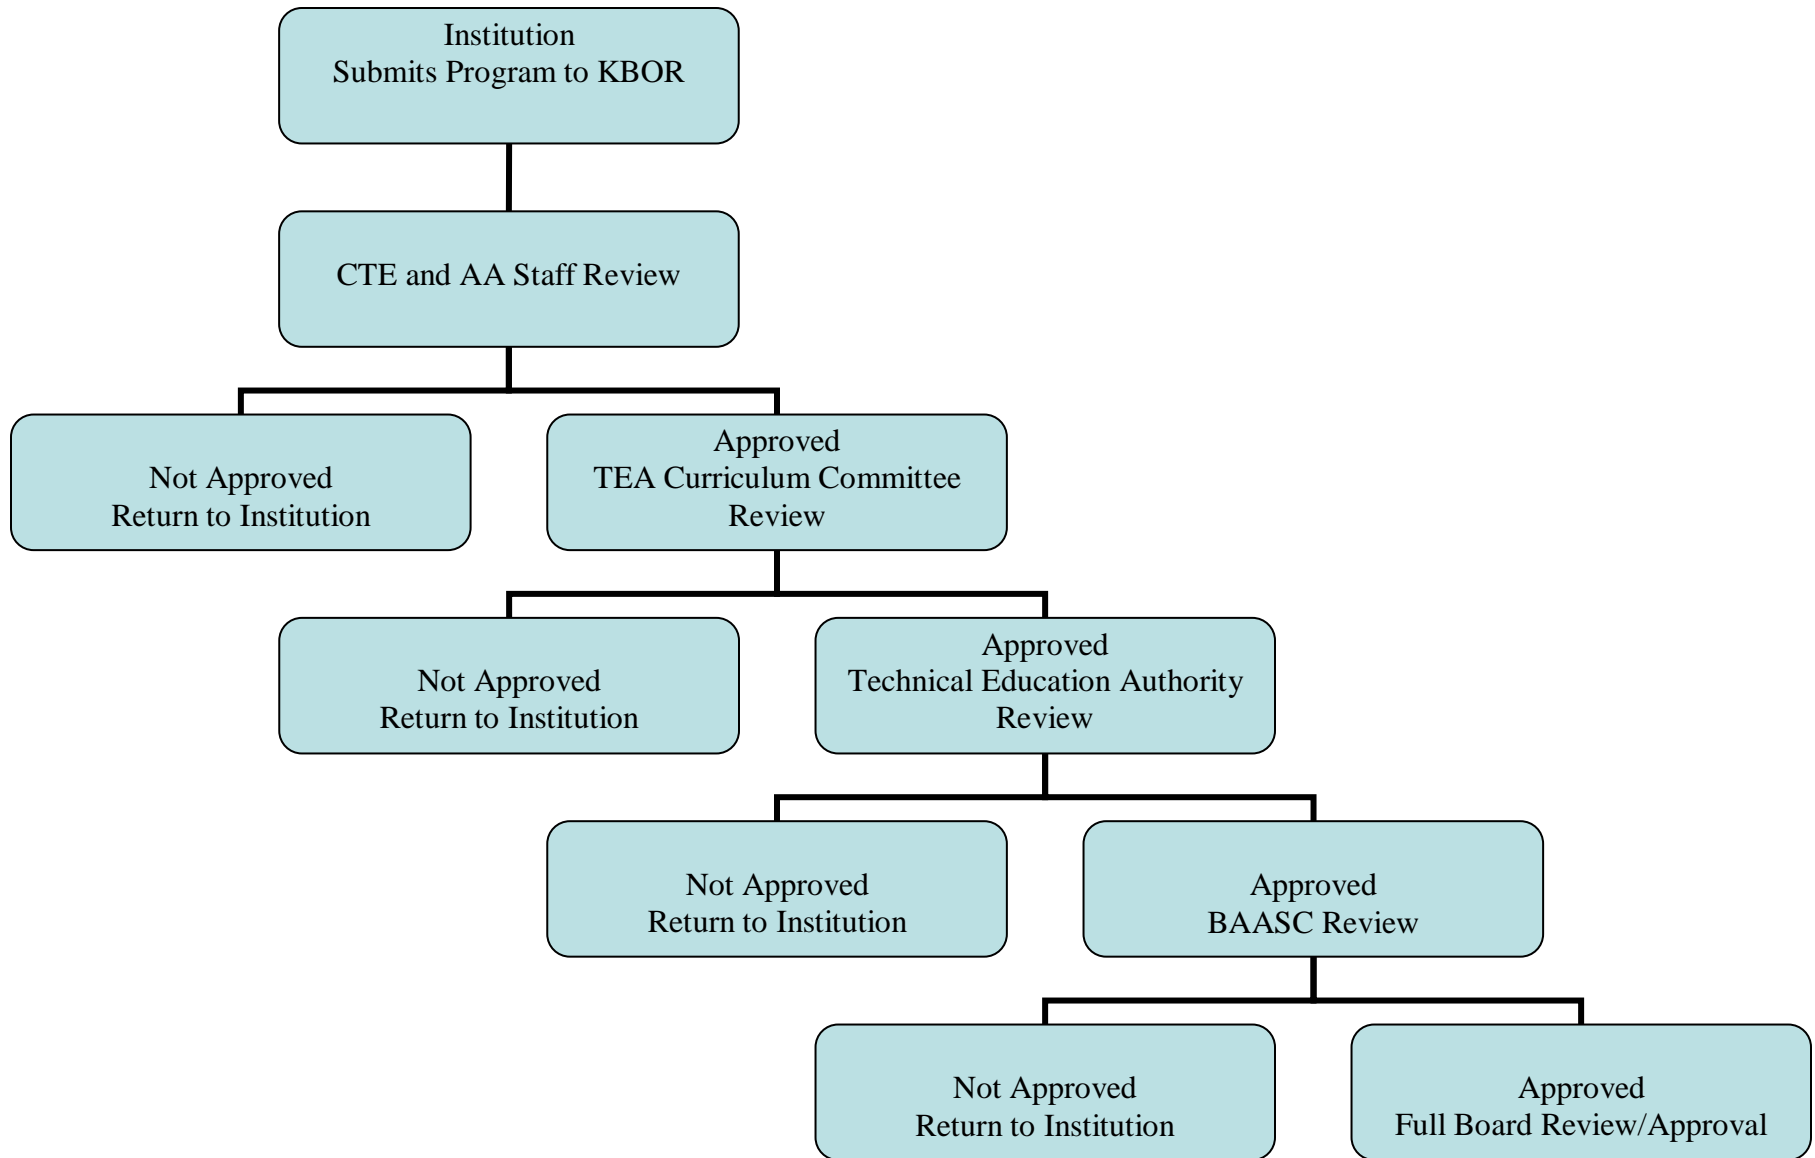 Institution
Submits Program to KBOR
CTE and AA Staff Review
Not Approved
Return to Institution
Approved
TEA Curriculum Committee
Review
Not Approved
Return to Institution
Approved
Technical Education Authority
Review
Not Approved
Return to Institution
Approved
BAASC Review
Not Approved
Return to Institution
Approved
Full Board Review/Approval